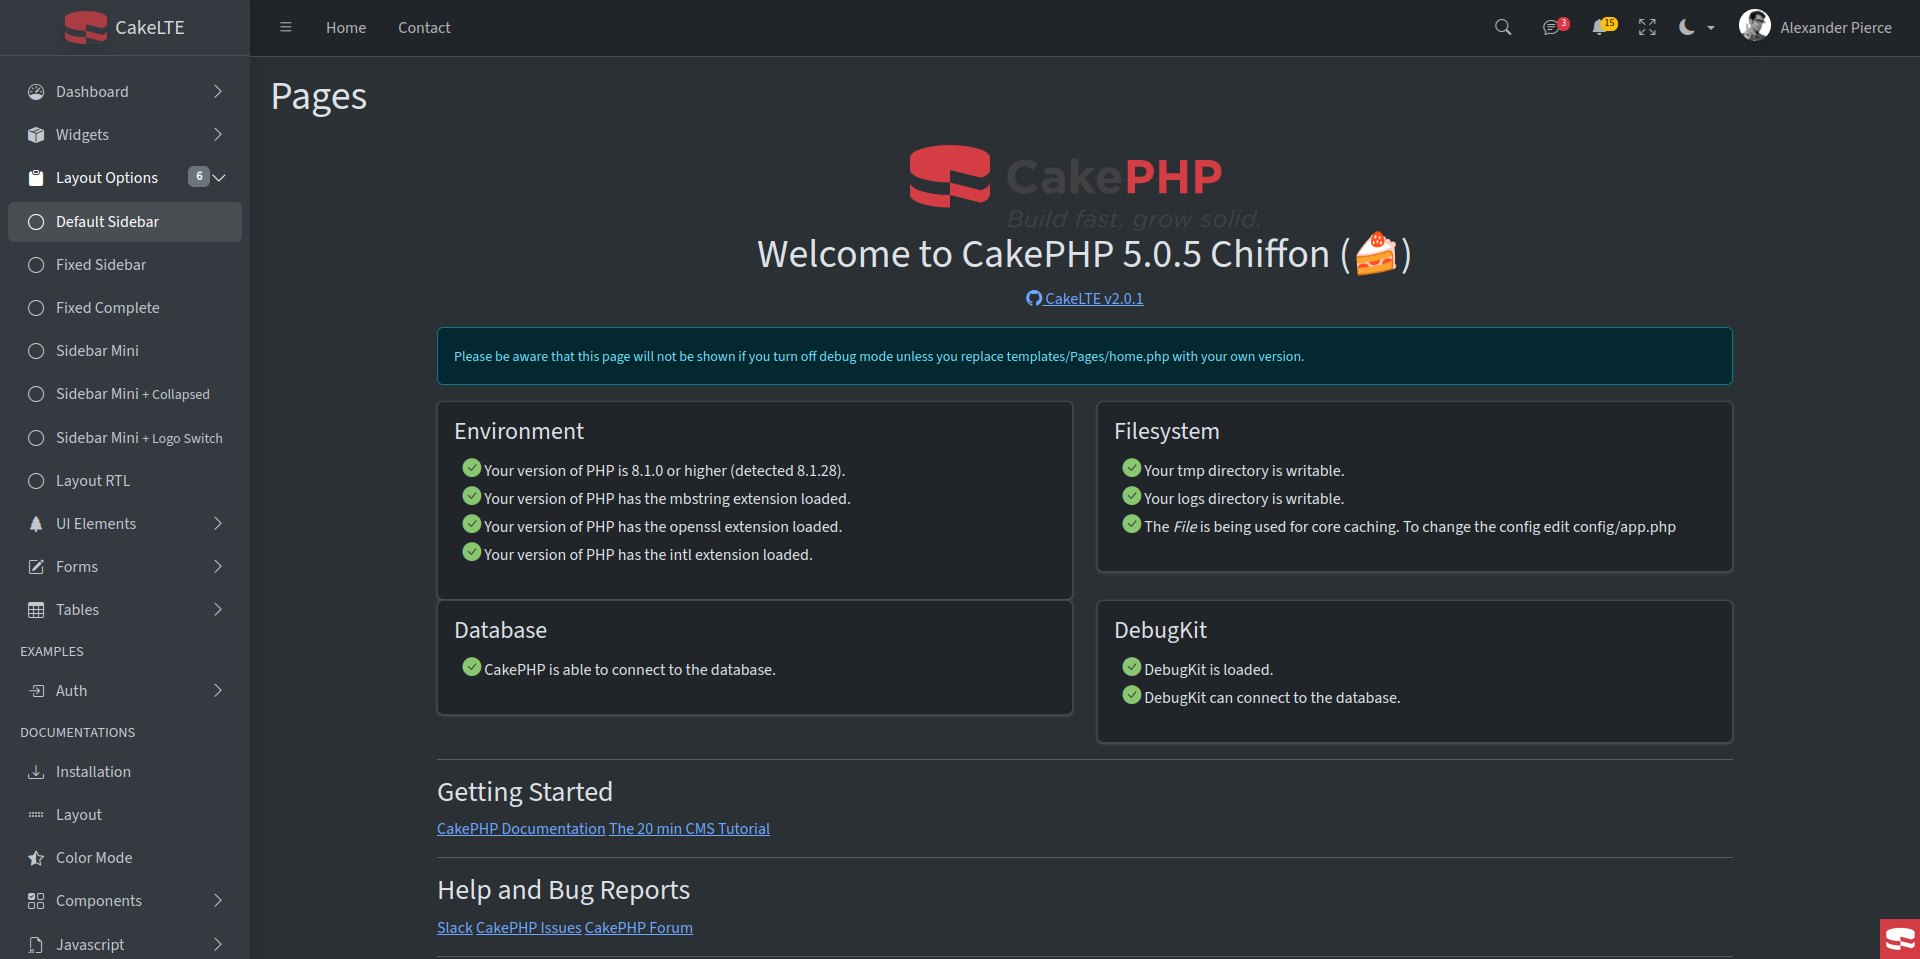 CakeLTE
Home
Contact
3
15
Alexander Pierce
Dashboard
Widgets
Layout Options
6
Default Sidebar
Fixed Sidebar
Fixed Complete
Sidebar Mini
Sidebar Mini + Collapsed
Sidebar Mini + Logo Switch
Layout RTL
UI Elements
Forms
Tables
EXAMPLES
Auth
DOCUMENTATIONS
Installation
Layout
Color Mode
Components
Javascript
Pages
CakePHP
Build fast, grow solid.
Welcome to CakePHP 5.0.5 Chiffon (🍰)
CakeLTE v2.0.1
Please be aware that this page will not be shown if you turn off debug mode unless you replace templates/Pages/home.php with your own version.
Environment
Your version of PHP is 8.1.0 or higher (detected 8.1.28).
Your version of PHP has the mbstring extension loaded.
Your version of PHP has the openssl extension loaded.
Your version of PHP has the intl extension loaded.
Filesystem
Your tmp directory is writable.
Your logs directory is writable.
The File is being used for core caching. To change the config edit config/app.php
Database
CakePHP is able to connect to the database.
DebugKit
DebugKit is loaded.
DebugKit can connect to the database.
Getting Started
CakePHP Documentation The 20 min CMS Tutorial
Help and Bug Reports
Slack CakePHP Issues CakePHP Forum